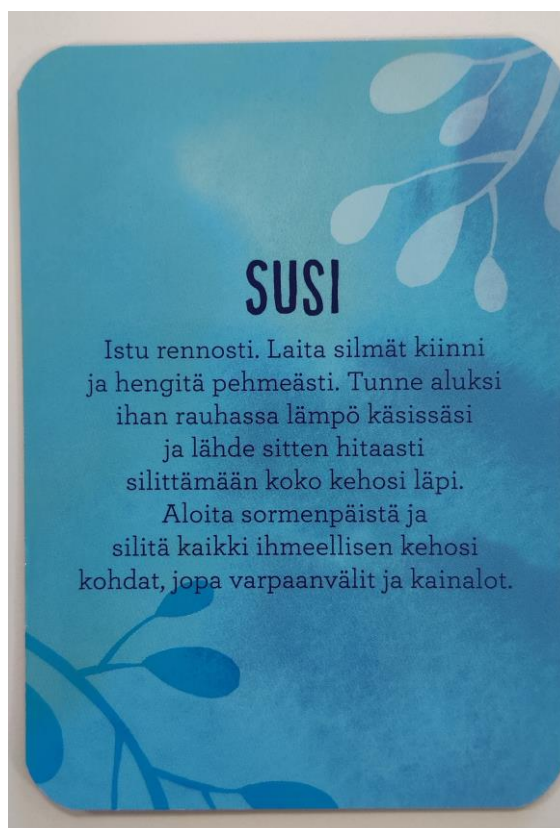 SUSI
Istu rennosti. Laita silmät kiinni
ja hengitä pehmeästi. Tunne aluksi
ihan rauhassa lämpö käsissäsi
ja lähde sitten hitaasti
silittämään koko kehosi läpi.
Aloita sormenpäistä ja
silitä kaikki ihmeellisen kehosi
kohdat, jopa varpaanvälit ja kainalot.